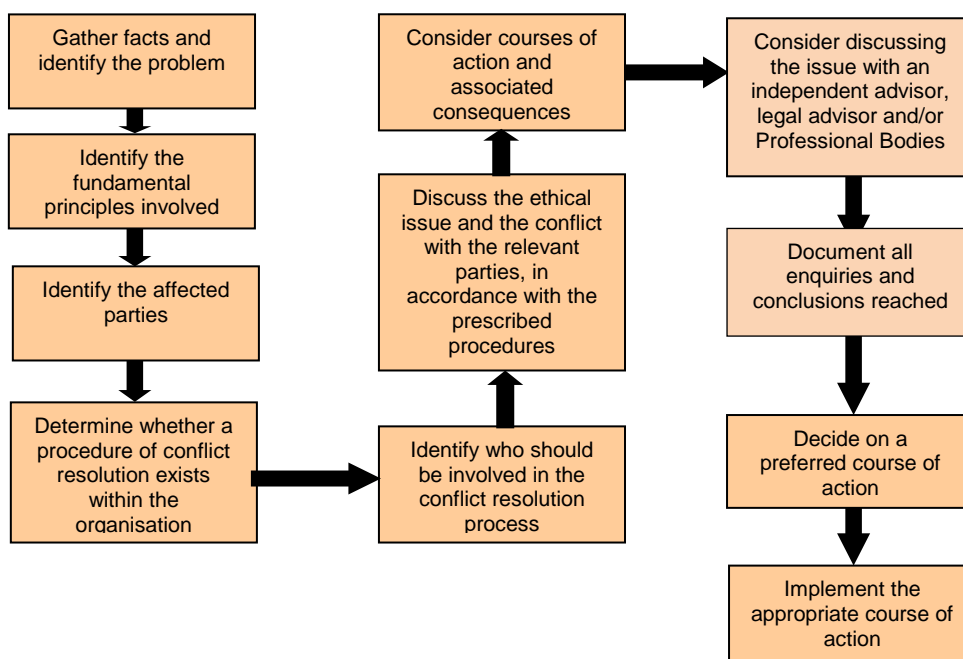 Gather facts and
identify the problem
Identify the
fundamental
principles involved
Identify the affected
parties
Determine whether a
procedure of conflict
resolution exists
within the
organisation
Identify who should
be involved in the
conflict resolution
process
Discuss the ethical
issue and the conflict
with the relevant
parties, in
accordance with the
prescribed
procedures
Consider courses of
action and
associated
consequences
Consider discussing
the issue with an
independent advisor,
legal advisor and/or
Professional Bodies
Document all
enquiries and
conclusions reached
Decide on a
preferred course of
action
Implement the
appropriate course of
action